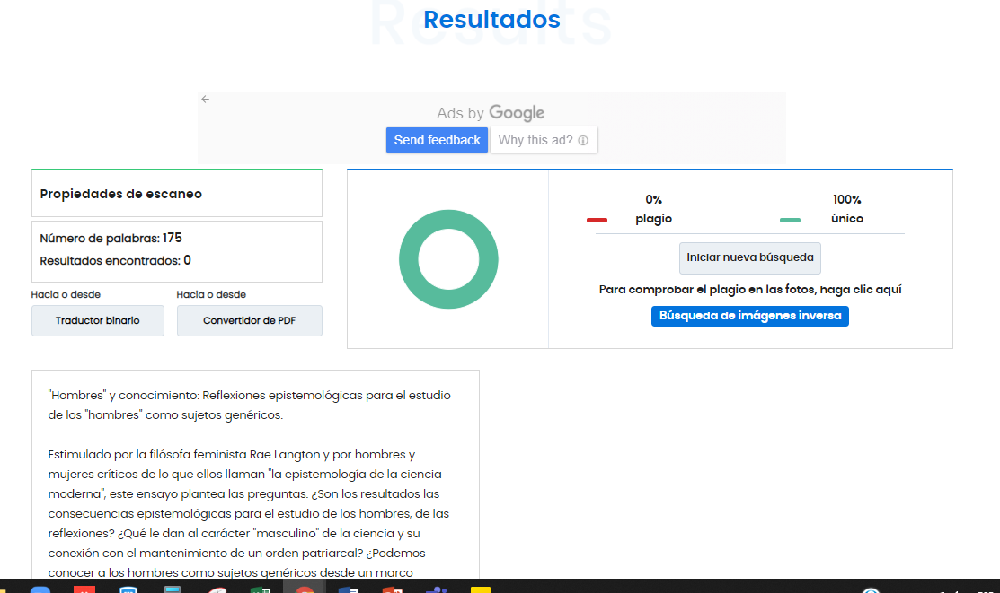 Results
Resultados
Ads by Google
Send feedback
Why this ad?
Propiedades de escaneo
Número de palabras: 175
Resultados encontrados: 0
Hacia o desde
Hacia o desde
Traductor binario
Convertidor de PDF
0%
plagio
100%
único
Iniciar nueva búsqueda
Para comprobar el plagio en las fotos, haga clic aquí
Búsqueda de imágenes inversa
"Hombres" y conocimiento: Reflexiones epistemológicas para el estudio
de los "hombres" como sujetos genéricos.
Estimulado por la filósofa feminista Rae Langton y por hombres y
mujeres críticos de lo que ellos llaman "la epistemología de la ciencia
moderna", este ensayo plantea las preguntas: ¿Son los resultados las
consecuencias epistemológicas para el estudio de los hombres, de las
reflexiones? ¿Qué le dan al carácter "masculino" de la ciencia y su
conexión con el mantenimiento de un orden patriarcal? ¿Podemos
conocer a los hombres como sujetos genéricos desde un marco